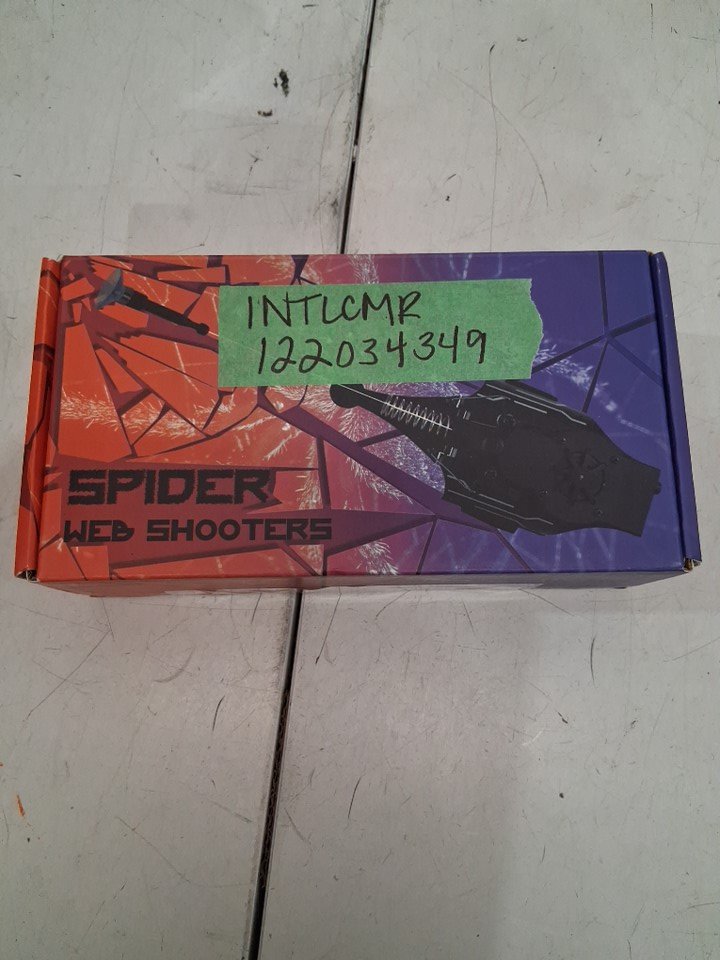 INTLCMR
122034349
SPIDER
WEB SHOOTERS